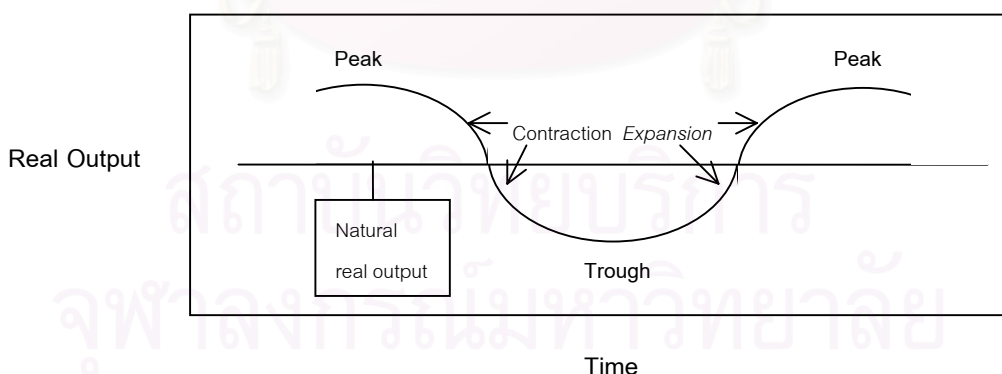 Peak
Peak
Contraction Expansion
Real Output
Natural
real output
Trough
สถาบันวิทยบริการ
จุฬาลงกรณ์มหาวิทยาลัย
Time